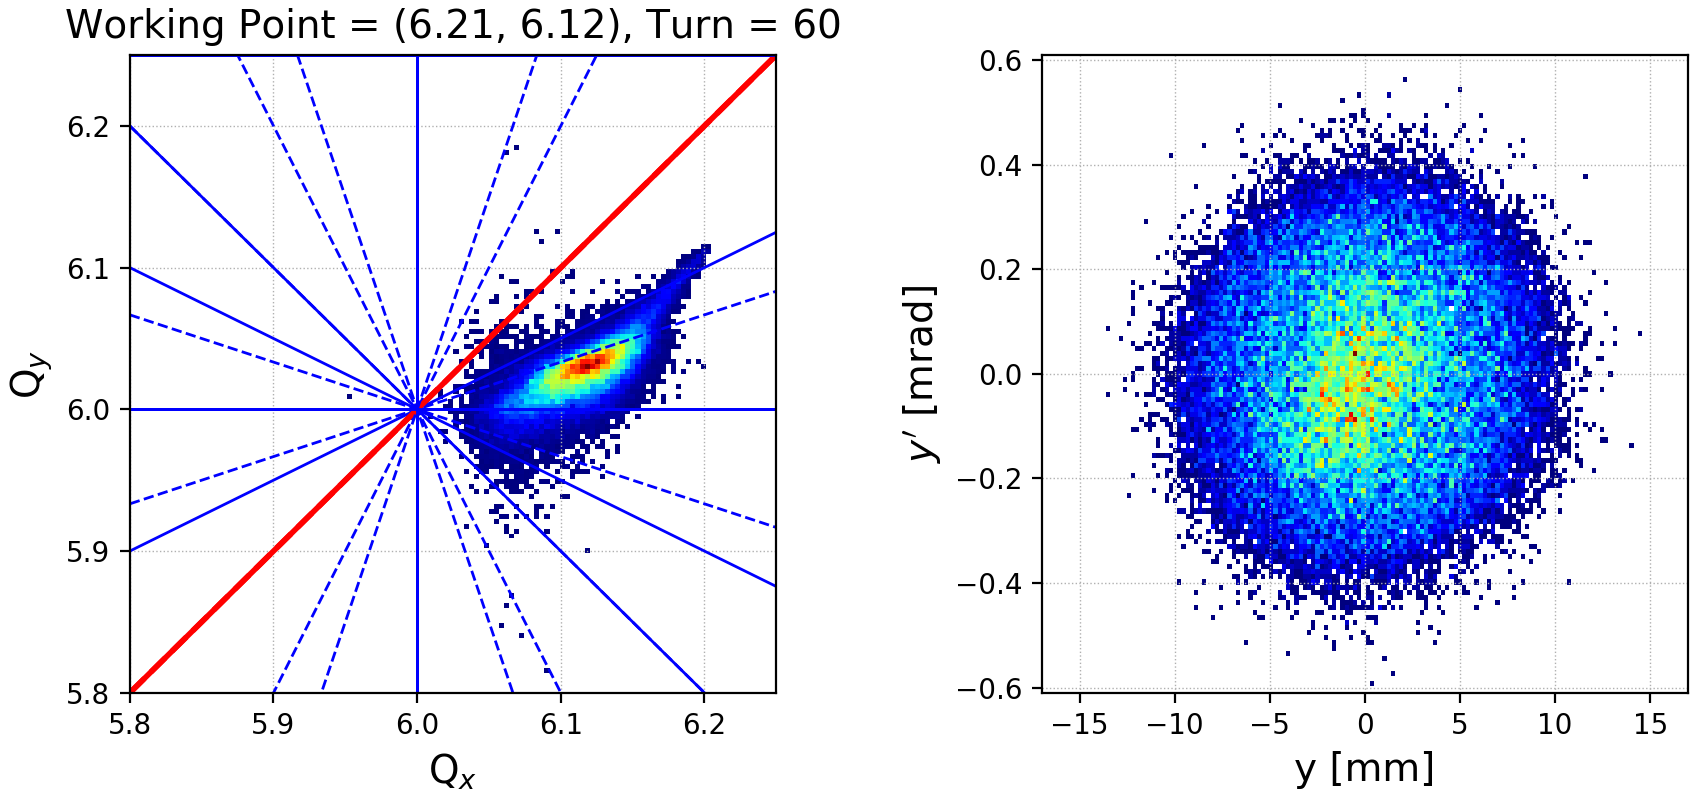 Working Point = (6.21, 6.12), Turn = 60
6.2
6.1
6.0
5.9
5.8
Qy
5.8 5.9 6.0 6.1 6.2
Qx
0.6
0.4
0.2
0.0
−0.2
−0.4
−0.6
y′ [mrad]
−15 −10 −5 0 5 10 15
y [mm]